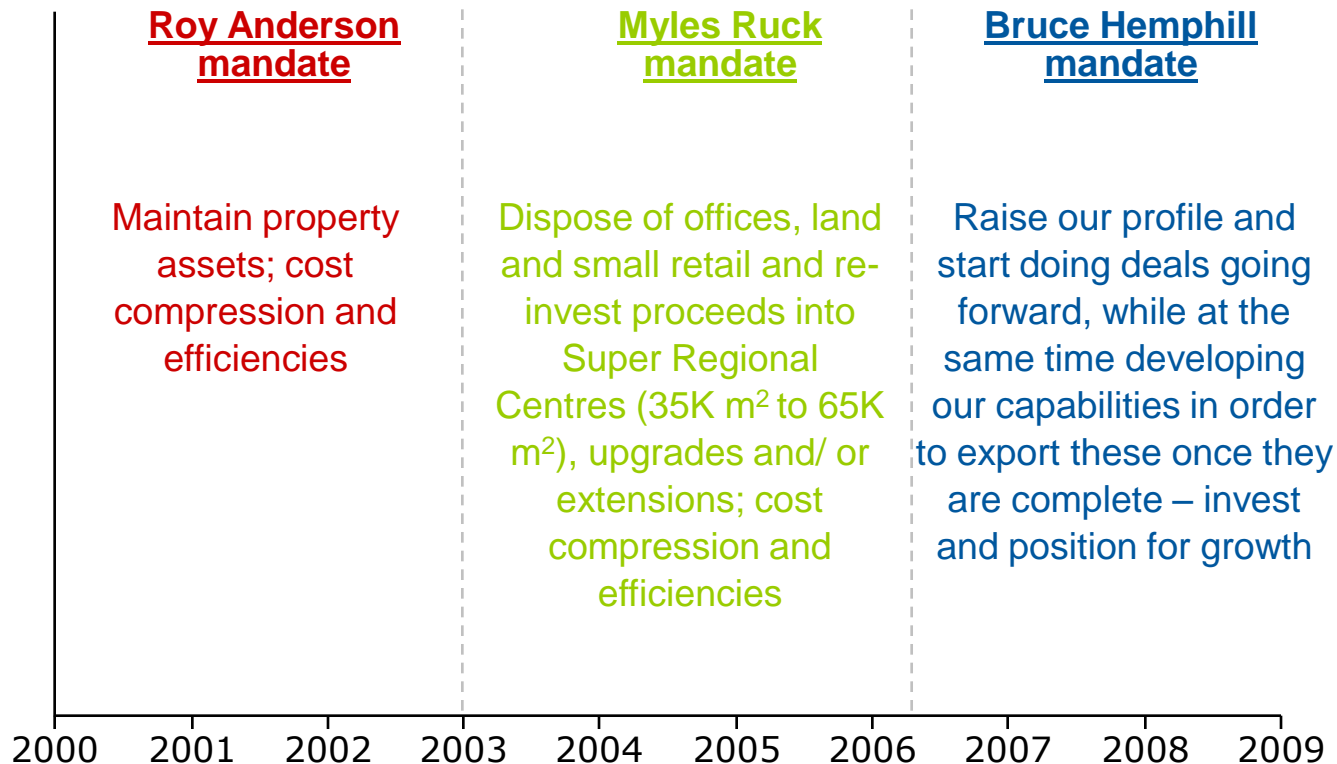 Roy Anderson
mandate
Myles Ruck
mandate
Bruce Hemphill
mandate
Maintain property
assets; cost
compression and
efficiencies
Dispose of offices, land
and small retail and re-
invest proceeds into
Super Regional
Centres (35K m² to 65K
m²), upgrades and/ or
extensions; cost
compression and
efficiencies
Raise our profile and
start doing deals going
forward, while at the
same time developing
our capabilities in order
to export these once they
are complete – invest
and position for growth
2000 2001 2002 2003 2004 2005 2006 2007 2008 2009